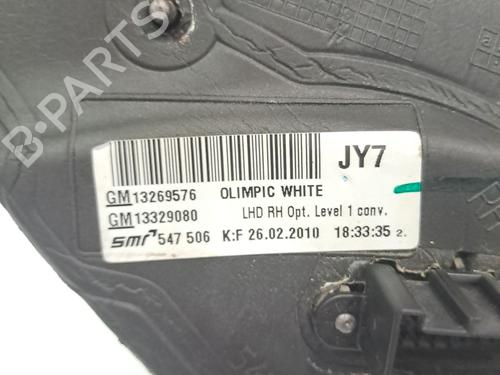 B-PARTS
JY7
GM13269576 OLIMPIC WHITE
GM13329080 LHD RH Opt. Level 1 conv.
smr 547 506 K:F 26.02.2010 18:33:35 2.